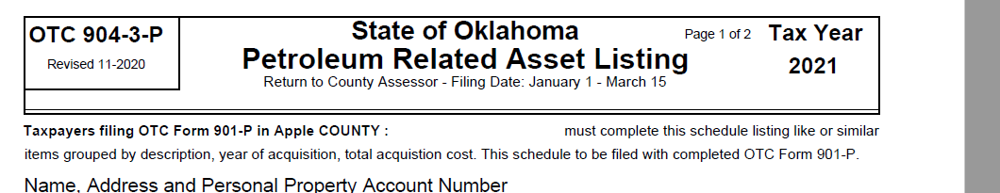 OTC 904-3-P
Revised 11-2020
State of Oklahoma
Petroleum Related Asset Listing
Return to County Assessor - Filing Date: January 1 - March 15
Page 1 of 2
Tax Year
2021
Taxpayers filing OTC Form 901-P in Apple COUNTY : must complete this schedule listing like or similar
items grouped by description, year of acquisition, total acquistion cost. This schedule to be filed with completed OTC Form 901-P.
Name, Address and Personal Property Account Number